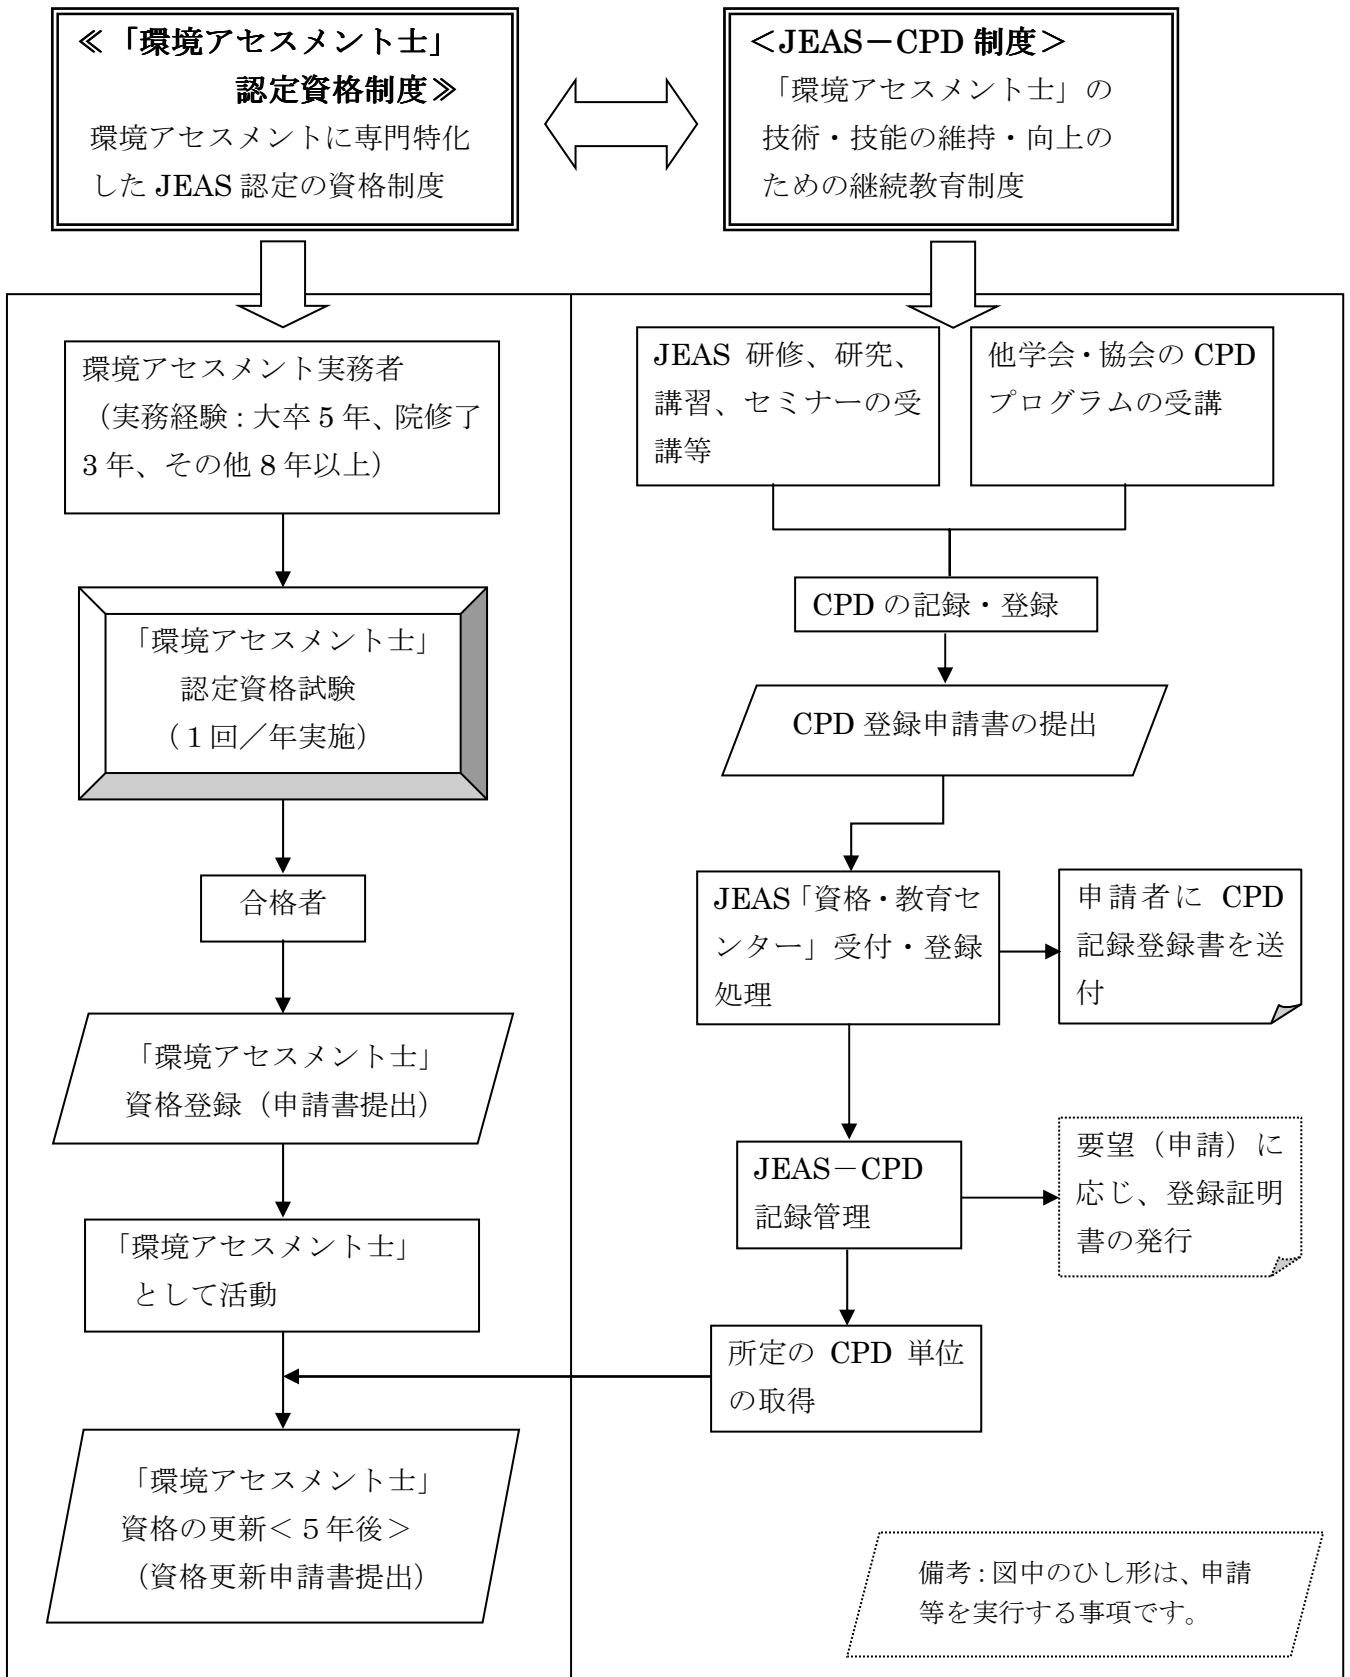 ≪「環境アセスメント士」
認定資格制度≫
環境アセスメントに専門特化
した JEAS 認定の資格制度
＜JEAS－CPD 制度＞
「環境アセスメント士」の
技術・技能の維持・向上の
ための継続教育制度
環境アセスメント実務者
（実務経験：大卒 5 年、院修了
3 年、その他 8 年以上）
「環境アセスメント士」
認定資格試験
（１回／年実施）
合格者
「環境アセスメント士」
資格登録（申請書提出）
「環境アセスメント士」
として活動
「環境アセスメント士」
資格の更新＜５年後＞
（資格更新申請書提出）
JEAS 研修、研究、
講習、セミナーの受
講等
他学会・協会の CPD
プログラムの受講
CPD の記録・登録
CPD 登録申請書の提出
JEAS「資格・教育セ
ンター」受付・登録
処理
申請者に CPD
記録登録書を送
付
JEAS－CPD
記録管理
要望（申請）に
応じ、登録証明
書の発行
所定の CPD 単位
の取得
備考：図中のひし形は、申請
等を実行する事項です。